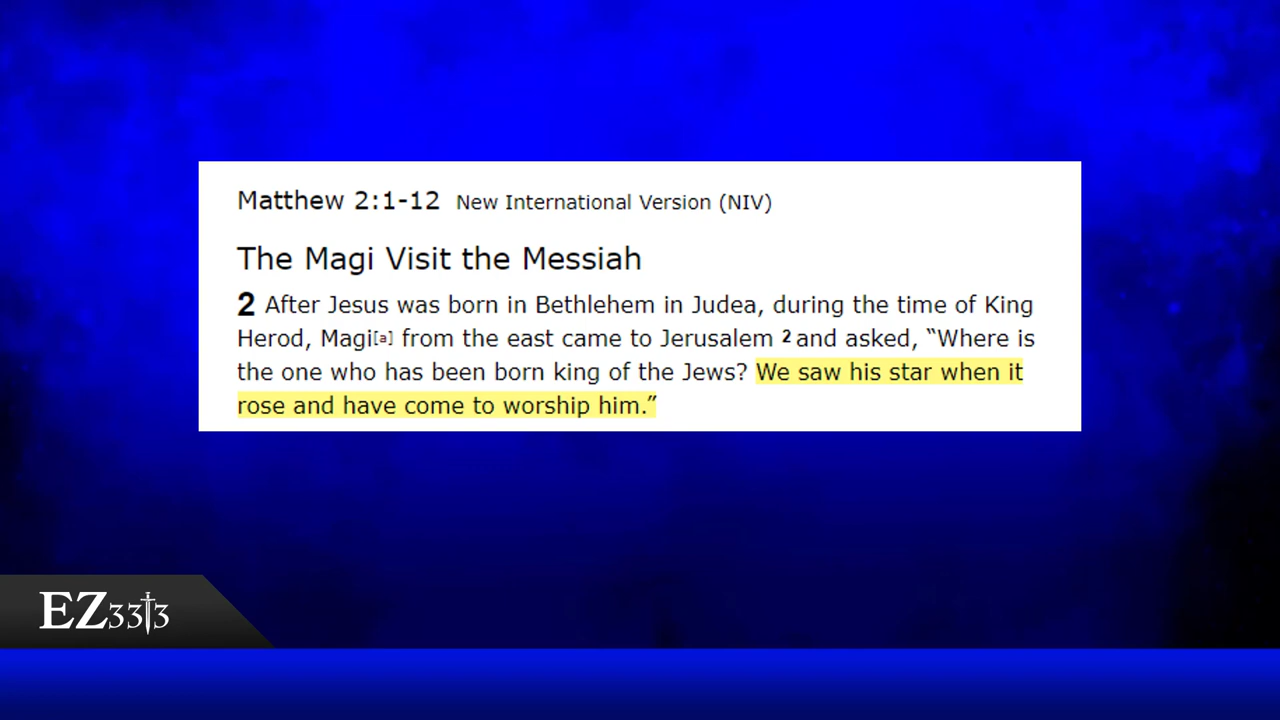 Matthew 2:1-12 New International Version (NIV)
The Magi Visit the Messiah
2 After Jesus was born in Bethlehem in Judea, during the time of King
Herod, Magi[a] from the east came to Jerusalem 2 and asked, “Where is
the one who has been born king of the Jews? We saw his star when it
rose and have come to worship him.”
EZ33†3